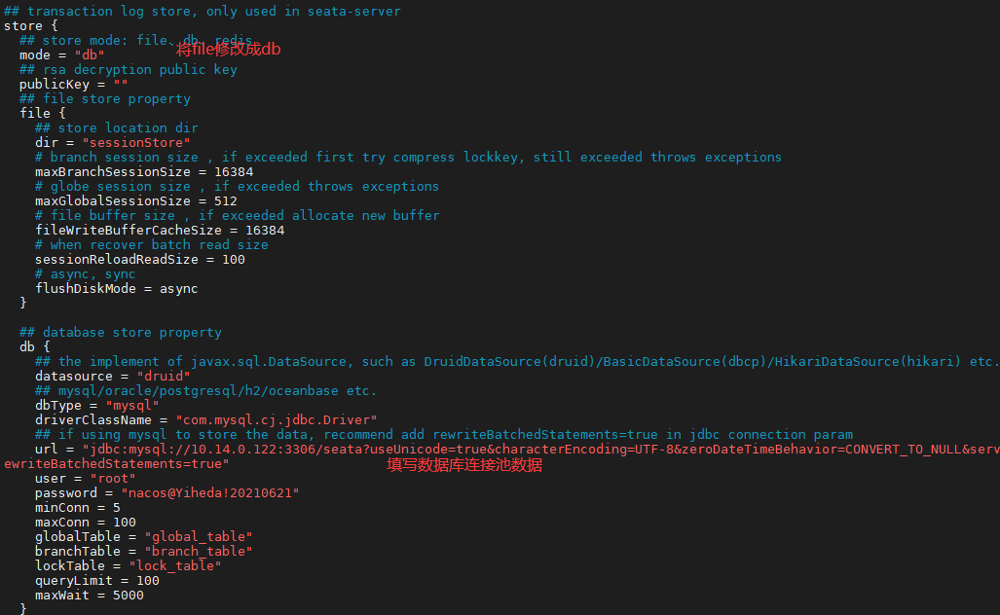 ## transaction log store, only used in seata-server
store {
## store mode: file、db、redis
将file修改成db
mode = "db"
## rsa decryption public key
publicKey = ""
## file store property
file {
## store location dir
dir = "sessionStore"
# branch session size , if exceeded first try compress lockkey, still exceeded throws exceptions
maxBranchSessionSize = 16384
# globe session size , if exceeded throws exceptions
maxGlobalSessionSize = 512
# file buffer size , if exceeded allocate new buffer
fileWriteBufferCacheSize = 16384
# when recover batch read size
sessionReloadReadSize = 100
# async, sync
flushDiskMode = async
}
## database store property
db {
## the implement of javax.sql.DataSource, such as DruidDataSource(druid)/BasicDataSource(dbcp)/HikariDataSource(hikari) etc.
datasource = "druid"
## mysql/oracle/postgresql/h2/oceanbase etc.
dbType = "mysql"
driverClassName = "com.mysql.cj.jdbc.Driver"
## if using mysql to store the data, recommend add rewriteBatchedStatements=true in jdbc connection param
url = "jdbc:mysql://10.14.0.122:3306/seata?useUnicode=true&characterEncoding=UTF-8&zeroDateTimeBehavior=CONVERT_TO_NULL&serv
ewriteBatchedStatements=true"
填写数据库连接池数据
user = "root"
password = "nacos@Yiheda!20210621"
minConn = 5
maxConn = 100
globalTable = "global_table"
branchTable = "branch_table"
lockTable = "lock_table"
queryLimit = 100
maxWait = 5000
}